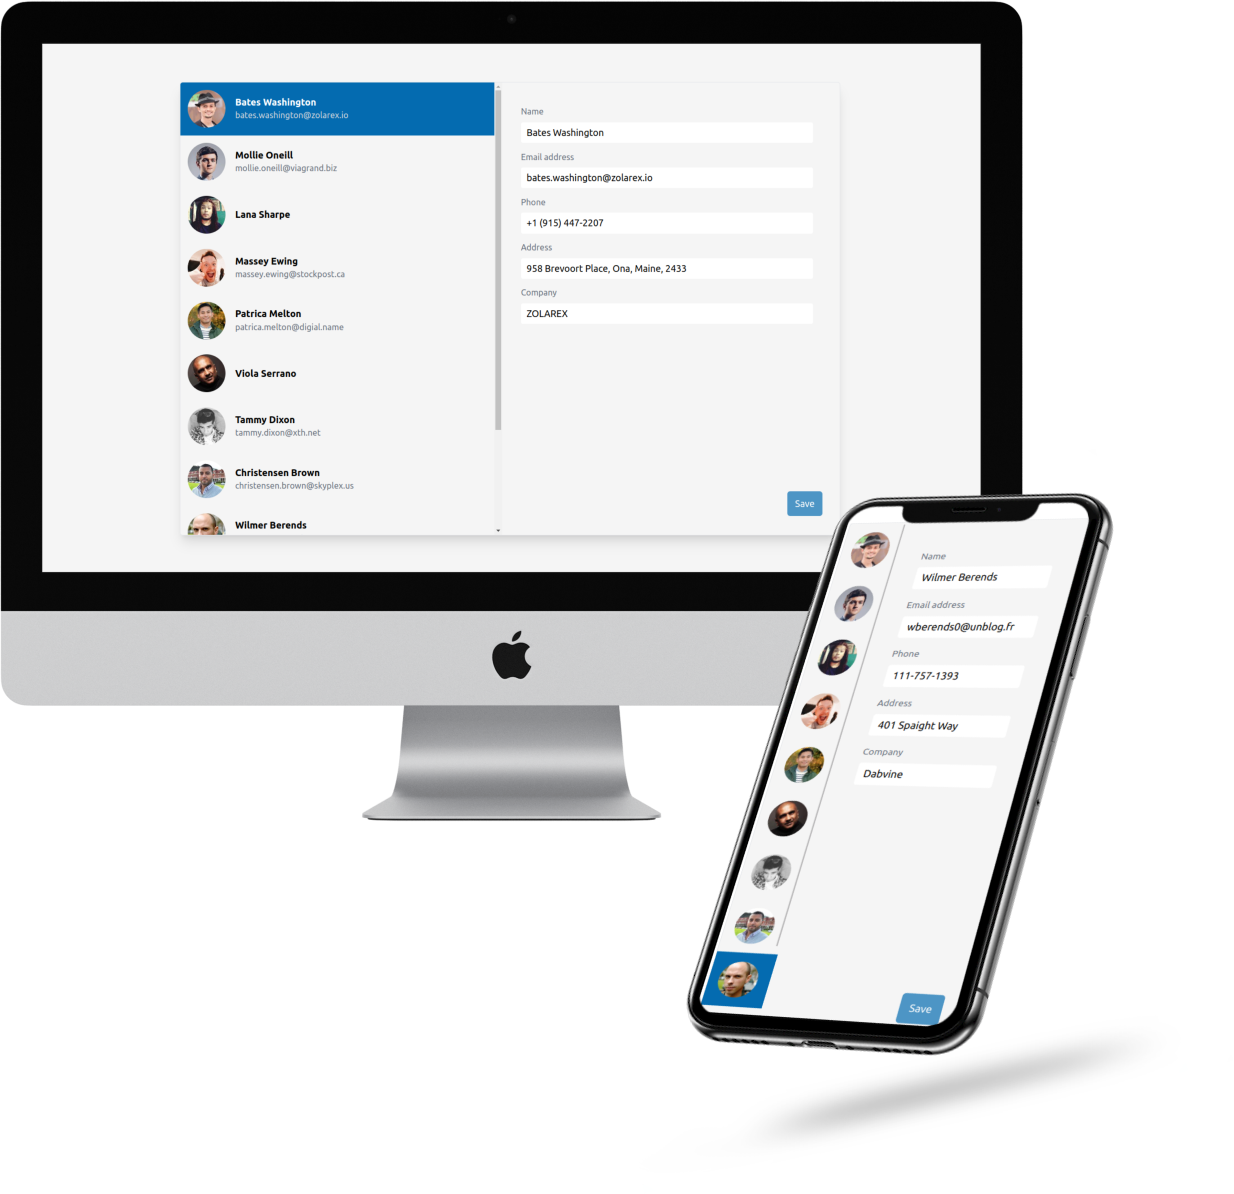 Bates Washington
bates.washington@zolarex.io
Mollie Oneill
mollie.oneill@viagrand.biz
Lana Sharpe
Massey Ewing
massey.ewing@stockpost.ca
Patrica Melton
patrica.melton@digial.name
Viola Serrano
Tammy Dixon
tammy.dixon@xth.net
Christensen Brown
christensen.brown@skyplex.us
Wilmer Berends
Name
Bates Washington
Email address
bates.washington@zolarex.io
Phone
+1 (915) 447-2207
Address
958 Brevoort Place, Ona, Maine, 2433
Company
ZOLAREX
Save
Name
Wilmer Berends
Email address
wberends0@unblog.fr
Phone
111-757-1393
Address
401 Spaight Way
Company
Dabvine
Save